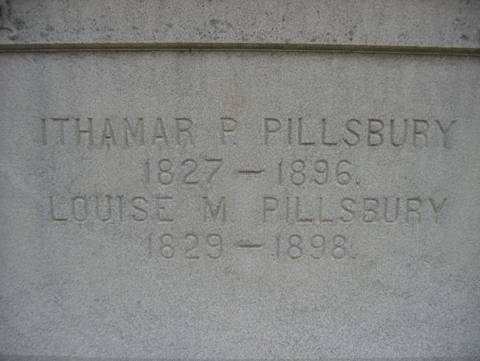 ITHAMAR P. PILLSBURY
1827 — 1896.
LOUISE M. PILLSBURY
1829 — 1898.